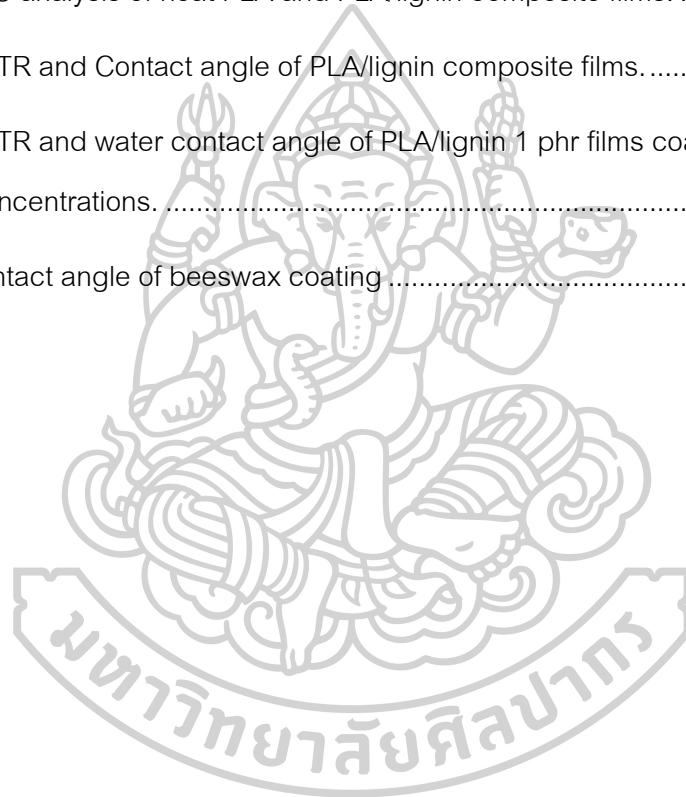 analysis of neat PLA and PLA/lignin composite films.
TR and Contact angle of PLA/lignin composite films. .....
TR and water contact angle of PLA/lignin 1 phr films coa
ncentrations. ......................................................................
ntact angle of beeswax coating .......................................
มหาวิทยาลัยศิลปากร